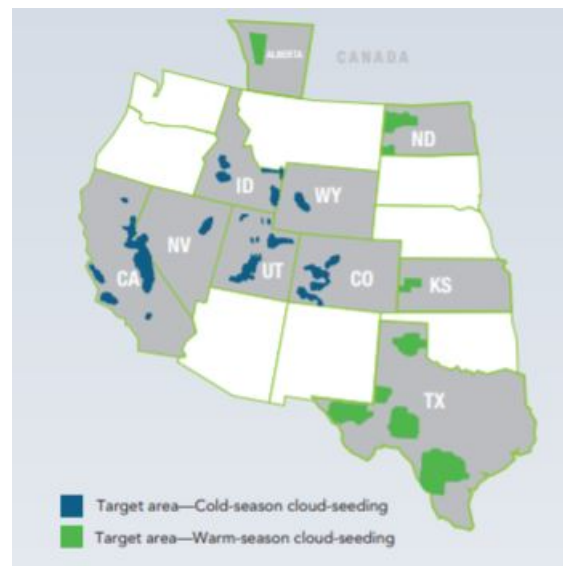 ALBERTA
CANADA
ND
ID
WY
NV
UT
CO
KS
CA
TX
Target area—Cold-season cloud-seeding
Target area—Warm-season cloud-seeding